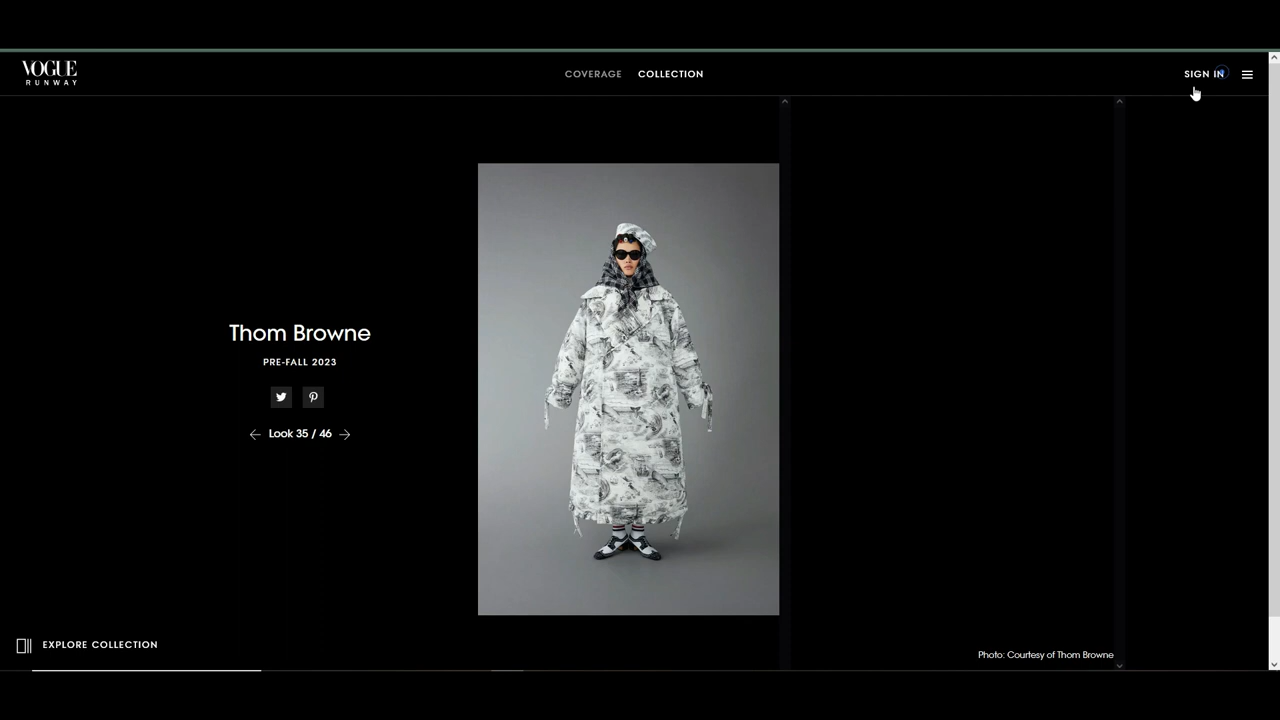 VOGUE
RUNWAY
COVERAGE COLLECTION
SIGN IN
Thom Browne
PRE-FALL 2023
Look 35 / 46
EXPLORE COLLECTION
Photo: Courtesy of Thom Browne